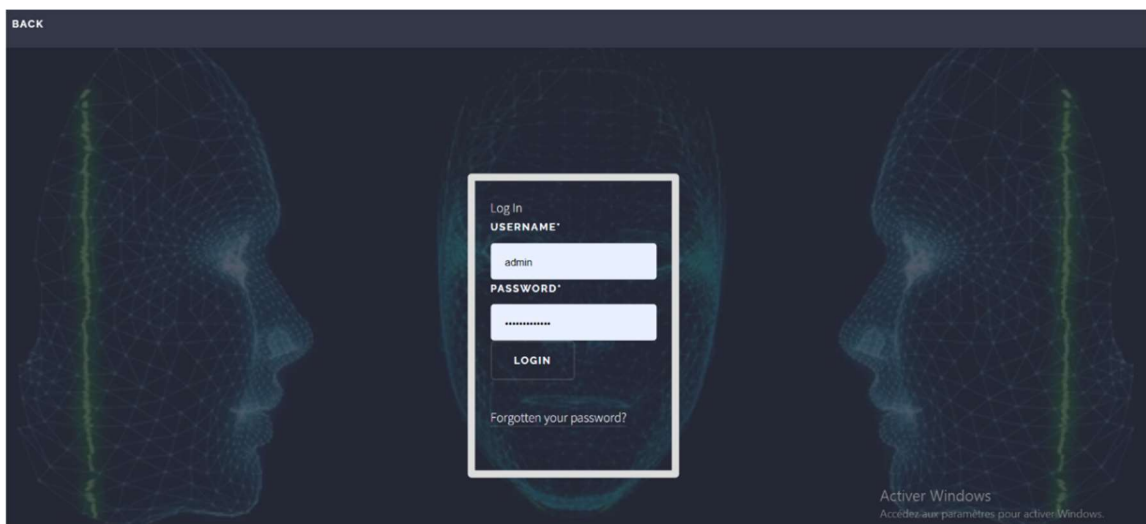 BACK
Log In
USERNAME*
admin
PASSWORD*
•••••••••••••
LOGIN
Forgotten your password?
Activer Windows
Accédez aux paramètres pour activer Windows.